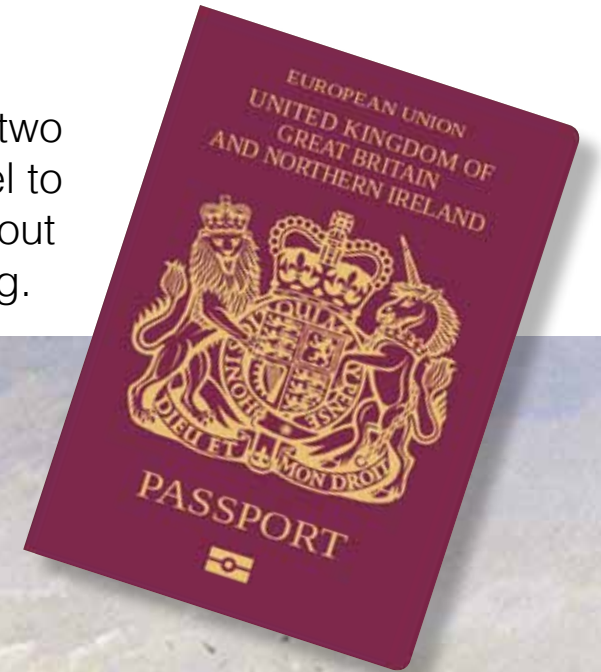 two
el to
out
g.
EUROPEAN UNION
UNITED KINGDOM OF
GREAT BRITAIN
AND NORTHERN IRELAND
DIEU ET MON DROIT
PASSPORT